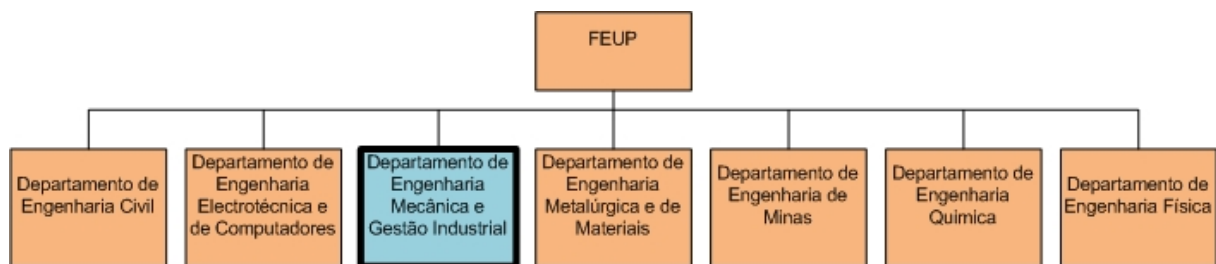 FEUP
Departamento de
Engenharia Civil
Departamento de
Engenharia
Electrotécnica e
de Computadores
Departamento de
Engenharia
Mecânica e
Gestão Industrial
Departamento de
Engenharia
Metalúrgica e de
Materiais
Departamento de
Engenharia de
Minas
Departamento de
Engenharia
Quimica
Departamento de
Engenharia Física